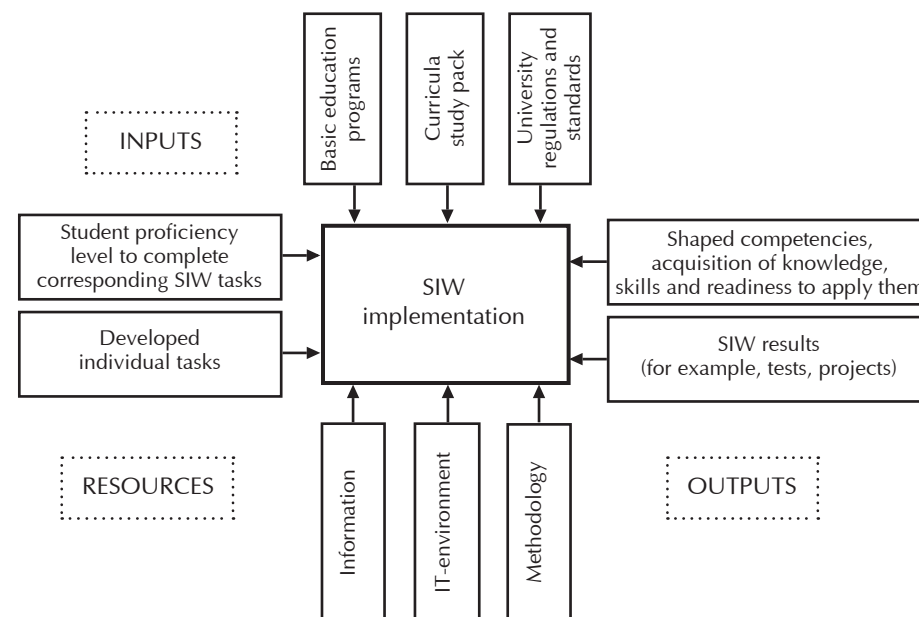 Basic education
programs
Curricula
study pack
University
regulations and
standards
INPUTS
Student proficiency
level to complete
corresponding SIW tasks
Developed
individual tasks
SIW
implementation
Shaped competencies,
acquisition of knowledge,
skills and readiness to apply them
SIW results
(for example, tests, projects)
RESOURCES
Information
IT-environment
Methodology
OUTPUTS